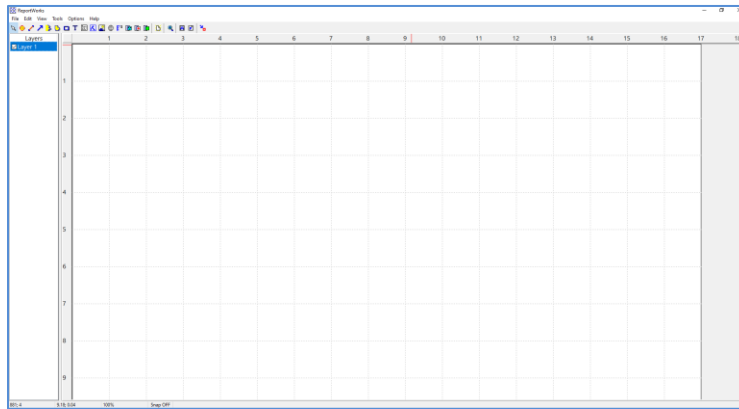 ReportWorks
File Edit View Tools Options Help
Layers
Layer 1
1 2 3 4 5 6 7 8 9 10 11 12 13 14 15 16 17 18
1
2
3
4
5
6
7
8
9
100%
Snap OFF